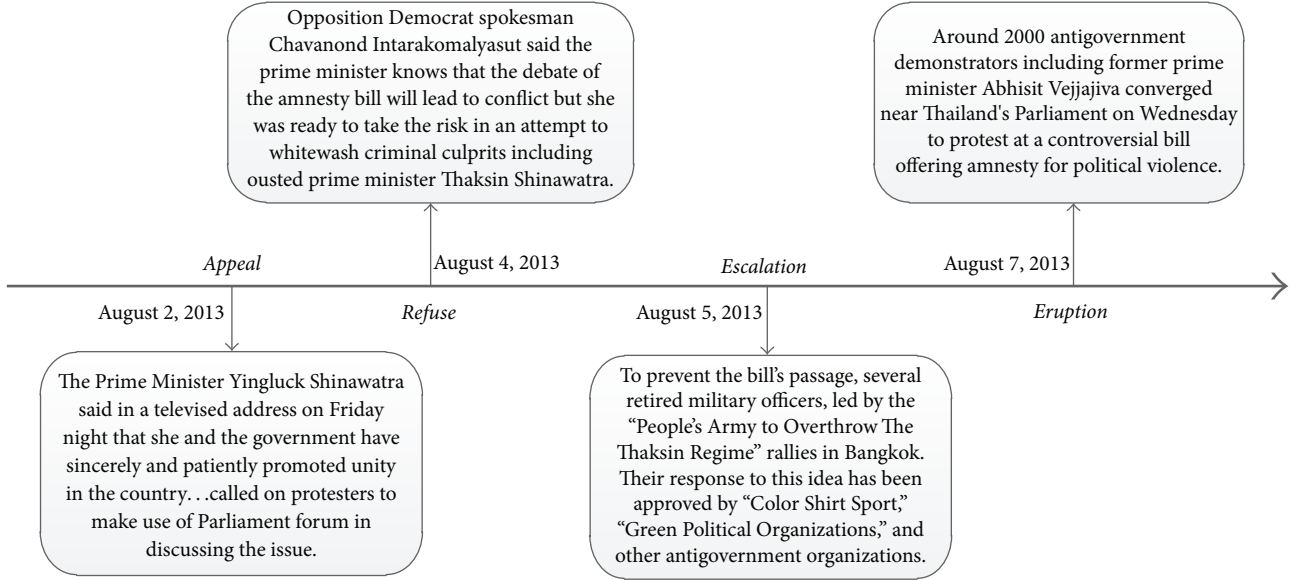 Opposition Democrat spokesman
Chavanond Intarakomalyasut said the
prime minister knows that the debate of
the amnesty bill will lead to conflict but she
was ready to take the risk in an attempt to
whitewash criminal culprits including
ousted prime minister Thaksin Shinawatra.
Around 2000 antigovernment
demonstrators including former prime
minister Abhisit Vejjajiva converged
near Thailand's Parliament on Wednesday
to protest at a controversial bill
offering amnesty for political violence.
Appeal
August 4, 2013
Escalation
August 7, 2013
August 2, 2013
Refuse
August 5, 2013
Eruption
The Prime Minister Yingluck Shinawatra
said in a televised address on Friday
night that she and the government have
sincerely and patiently promoted unity
in the country...called on protesters to
make use of Parliament forum in
discussing the issue.
To prevent the bill's passage, several
retired military officers, led by the
“People's Army to Overthrow The
Thaksin Regime” rallies in Bangkok.
Their response to this idea has been
approved by “Color Shirt Sport,”
“Green Political Organizations,” and
other antigovernment organizations.